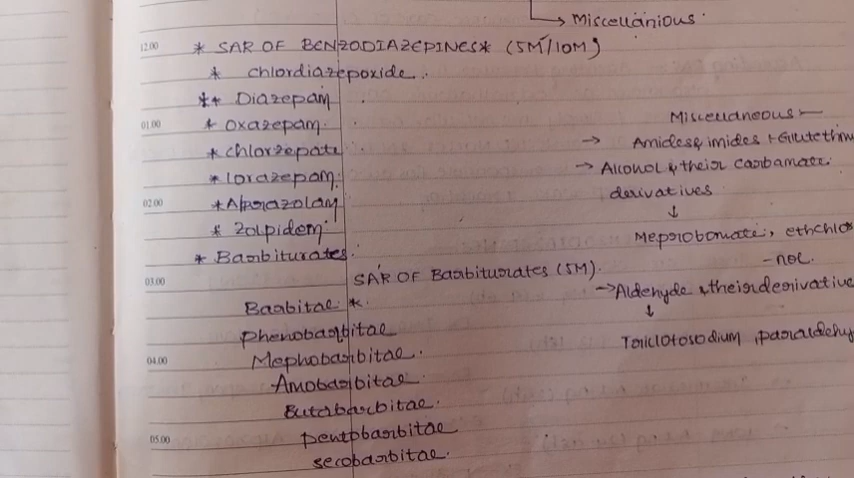 → Miscellanious
12.00 * SAR OF BENZODIAZEPINES * (5M/10M)
* chlordiazepoxide.
** Diazepam
01.00 * Oxazepam.
* chlorzepate
* lorazepam.
02.00 * Alprazolam
* Zolpidem
* Barbiturates.
03.00 SAR OF Barbiturates (5M).
Barbital *.
Phenobarbital
04.00 Mephobarbital.
Amobarbital
Butabarbital.
05.00 pentobarbital
secobarbital.
Miscellaneous
→ Amides & imides Glutethim
→ Alcohol & their carbamate
derivatives
↓
Meprobomate, ethchlo
-nol.
→ Aldehyde & their derivative
↓
Triclofosodium, paraldehy